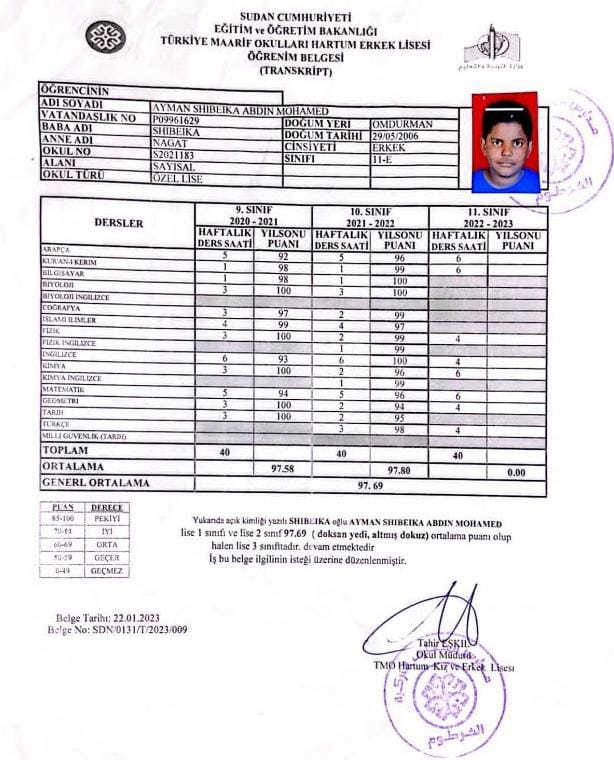 SUDAN CUMHURİYETİ
EĞİTİM ve ÖĞRETİM BAKANLIĞI
TÜRKİYE MAARİF OKULLARI HARTUM ERKEK LİSESİ
ÖĞRENİM BELGESİ
(TRANSKRİPT)
وزارة التربية والتعليم
ÖĞRENCİNİN
ADI SOYADI AYMAN SHIBEIKA ABDIN MOHAMED
VATANDAŞLIK NO P09961629 DOĞUM YERİ OMDURMAN
BABA ADI SHIBEIKA DOĞUM TARİHİ 29/05/2006
ANNE ADI NAGAT CİNSİYETİ ERKEK
OKUL NO S2021183 SINIFI 11-E
ALANI SAYISAL
OKUL TÜRÜ ÖZEL LİSE
DERSLER 9. SINIF 2020 - 2021 10. SINIF 2021 - 2022 11. SINIF 2022 - 2023
HAFTALIK DERS SAATİ YILSONU PUANI HAFTALIK DERS SAATİ YILSONU PUANI HAFTALIK DERS SAATİ YILSONU PUANI
ARAPÇA 5 92 5 96 6
KUR'AN-I KERIM 1 98 1 99 6
BİLGİSAYAR 1 98 1 100
BİYOLOJİ 3 100 3 100
BİYOLOJİ İNGİLİZCE
COĞRAFYA 3 97 2 99
İSLAMİ İLİMLER 4 99 4 97
FİZİK 3 100 2 99 4
FİZİK İNGİLİZCE 1 99
İNGİLİZCE 6 93 6 100 4
KİMYA 3 100 2 96 6
KİMYA İNGİLİZCE 1 99
MATEMATİK 5 94 5 96 6
GEOMETRİ 3 100 2 94 4
TARİH 3 100 2 95
TÜRKÇE 3 98 4
MİLLİ GÜVENLİK (TARİH)
TOPLAM 40 40 40
ORTALAMA 97.58 97.80 0.00
GENERL ORTALAMA 97. 69
PUAN DERECE
85-100 PEKİYİ
70-84 İYİ
60-69 ORTA
50-59 GEÇER
0-49 GEÇMEZ
Yukarıda açık kimliği yazılı SHIBEIKA oğlu AYMAN SHIBEIKA ABDIN MOHAMED
lise 1 sınıfı ve lise 2 sınıf 97.69 ( doksan yedi, altmış dokuz) ortalama puanı olup
halen lise 3 sınıftadır. devam etmektedir
İş bu belge ilgilinin isteği üzerine düzenlenmiştir.
Belge Tarihi: 22.01.2023
Belge No: SDN/0131/T/2023/009
Tahir EŞKİL
Okul Müdürü
TMO Hartum Kız ve Erkek Lisesi
الخرطوم
الخرطوم